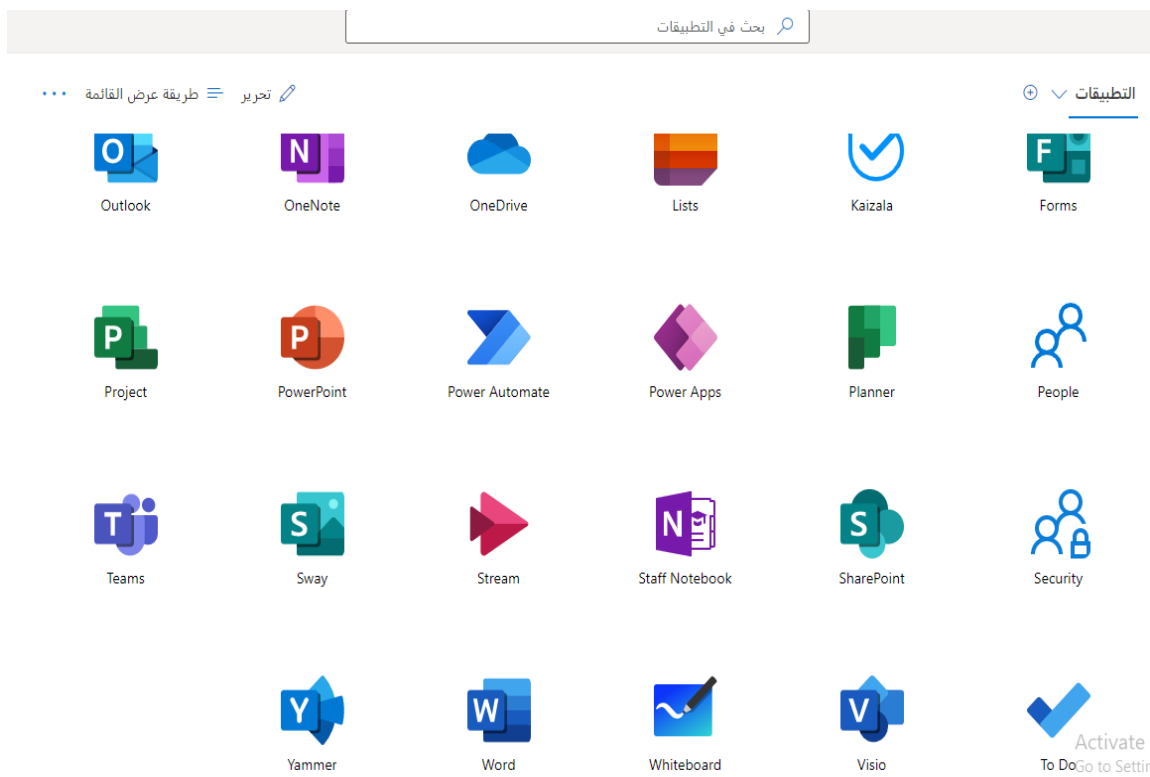 بحث في التطبيقات
التطبيقات
تحرير
طريقة عرض القائمة
Forms
Kaizala
Lists
OneDrive
OneNote
Outlook
People
Planner
Power Apps
Power Automate
PowerPoint
Project
Security
SharePoint
Staff Notebook
Stream
Sway
Teams
To Do
Visio
Whiteboard
Word
Yammer
Activate
Go to Settin